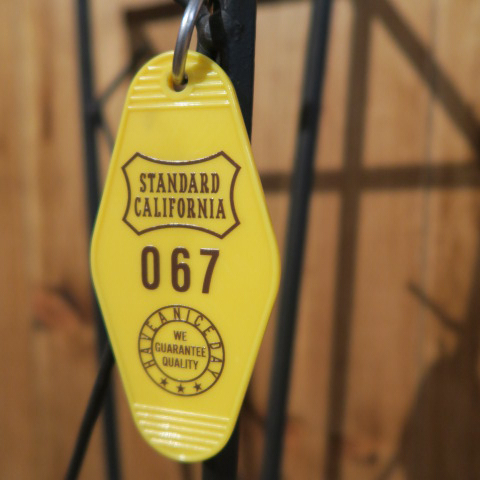 STANDARD
CALIFORNIA
067
HAVE A NICE DAY
WE
GUARANTEE
QUALITY